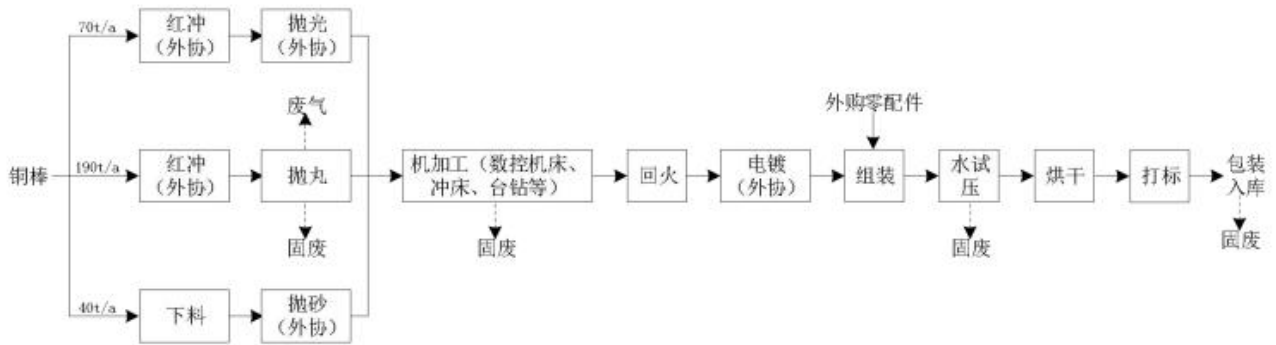 70t/a
红冲
（外协）
抛光
（外协）
废气
外购零配件
铜棒
190t/a
红冲
（外协）
抛丸
机加工（数控机床、
冲床、台钻等）
回火
电镀
（外协）
组装
水试
压
烘干
打标
包装
入库
固废
固废
固废
固废
40t/a
下料
抛砂
（外协）